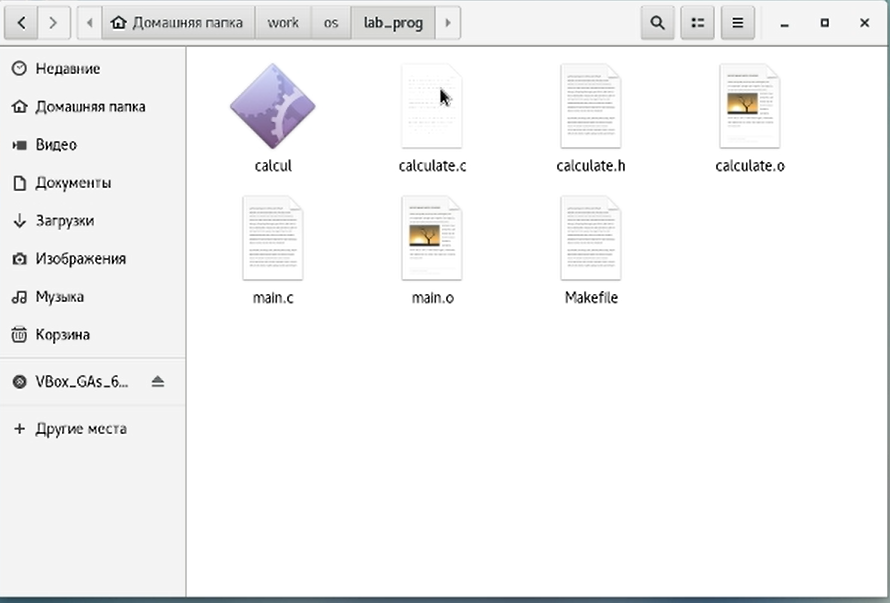 Домашняя папка work os lab_prog
Недавние
Домашняя папка
Видео
Документы
Загрузки
Изображения
Музыка
Корзина
VBox_GAs_6...
Другие места
calcul calculate.c calculate.h calculate.o
main.c main.o Makefile